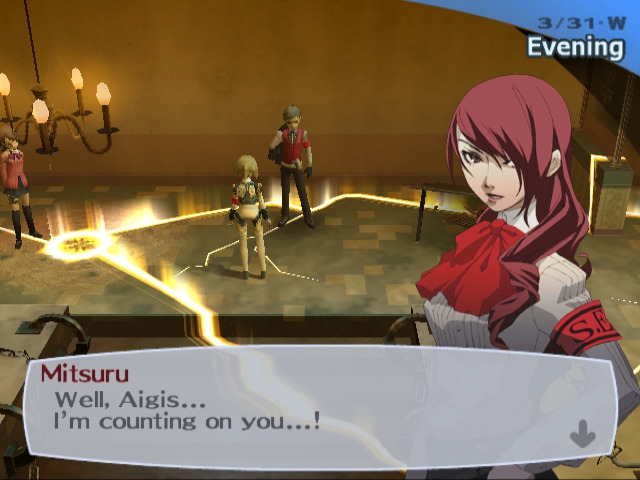 3/31·W
Evening
S.E
Mitsuru
Well, Aigis...
I'm counting on you...!